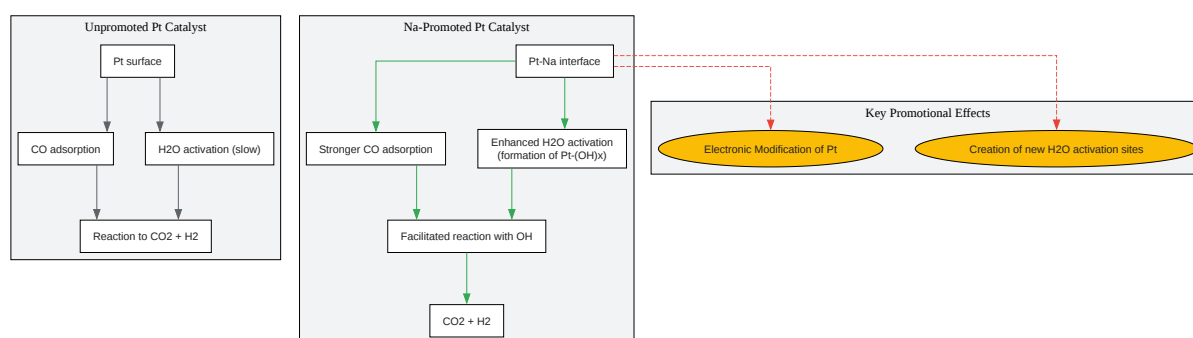 Unpromoted Pt Catalyst
Pt surface
CO adsorption
H2O activation (slow)
Reaction to CO2 + H2
Na-Promoted Pt Catalyst
Pt-Na interface
Stronger CO adsorption
Enhanced H2O activation
(formation of Pt-(OH)x)
Facilitated reaction with OH
CO2 + H2
Key Promotional Effects
Electronic Modification of Pt
Creation of new H2O activation sites